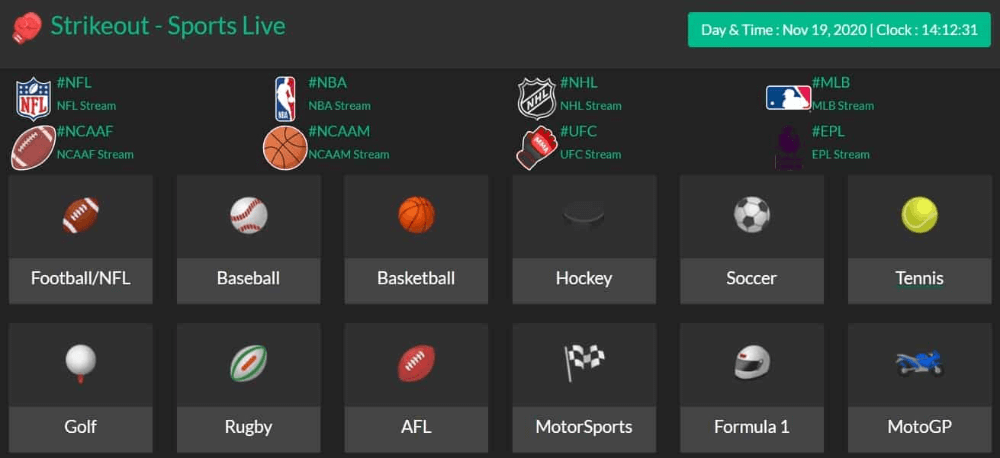 Strikeout - Sports Live
Day & Time : Nov 19, 2020 | Clock : 14:12:31
#NFL
NFL Stream
#NBA
NBA Stream
#NHL
NHL Stream
#MLB
MLB Stream
#NCAAF
NCAAF Stream
#NCAAM
NCAAM Stream
#UFC
UFC Stream
#EPL
EPL Stream
NFL
NBA
NHL
MMA
Football/NFL
Baseball
Basketball
Hockey
Soccer
Tennis
Golf
Rugby
AFL
MotorSports
Formula 1
MotoGP